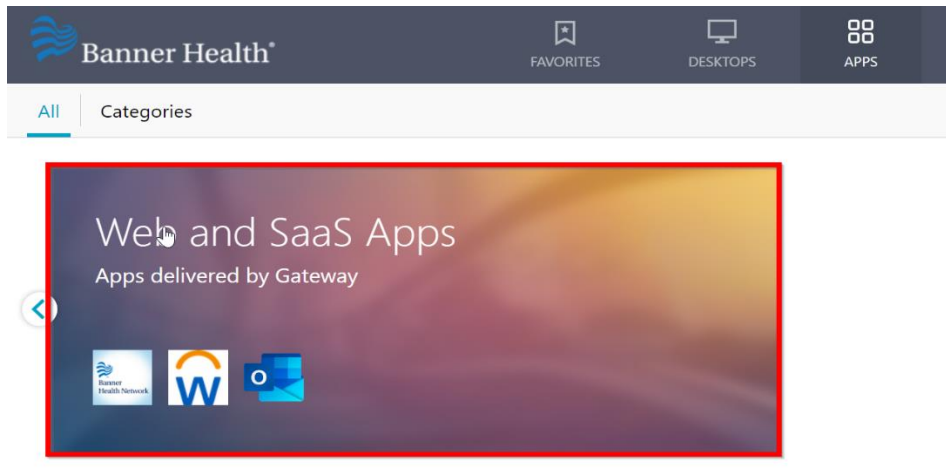 Banner Health®
FAVORITES
DESKTOPS
APPS
All
Categories
Web and SaaS Apps
Apps delivered by Gateway
Banner
Health Network
W
O